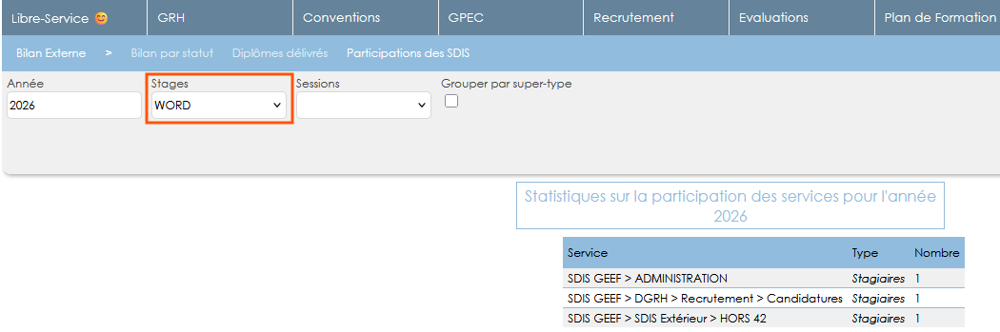 Libre-Service 😊 GRH Conventions GPEC Recrutement Evaluations Plan de Formation
Bilan Externe > Bilan par statut Diplômes délivrés Participations des SDIS
Année Stages Sessions Grouper par super-type
2026 WORD
Statistiques sur la participation des services pour l'année
2026
Service Type Nombre
SDIS GEEF > ADMINISTRATION Stagiaires 1
SDIS GEEF > DGRH > Recrutement > Candidatures Stagiaires 1
SDIS GEEF > SDIS Extérieur > HORS 42 Stagiaires 1